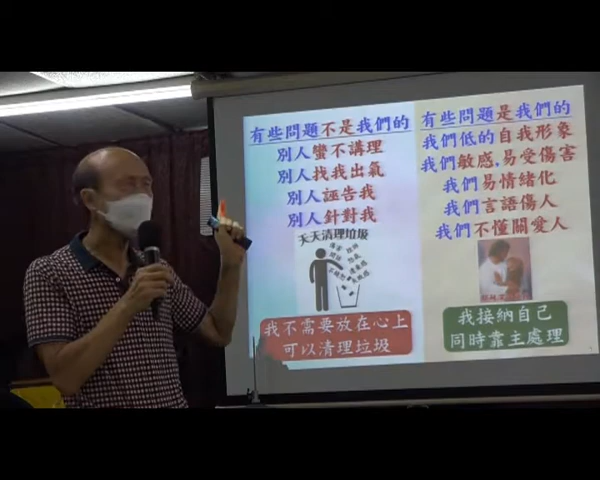 有些問題不是我們的
別人蠻不講理
別人找我出氣
別人誣告我
別人針對我
天天清理垃圾
我不需要放在心上
可以清理垃圾
有些問題是我們的
我們低的自我形象
我們敏感,易受傷害
我們易情緒化
我們言語傷人
我們不懂關愛人
我接納自己
同時靠主處理